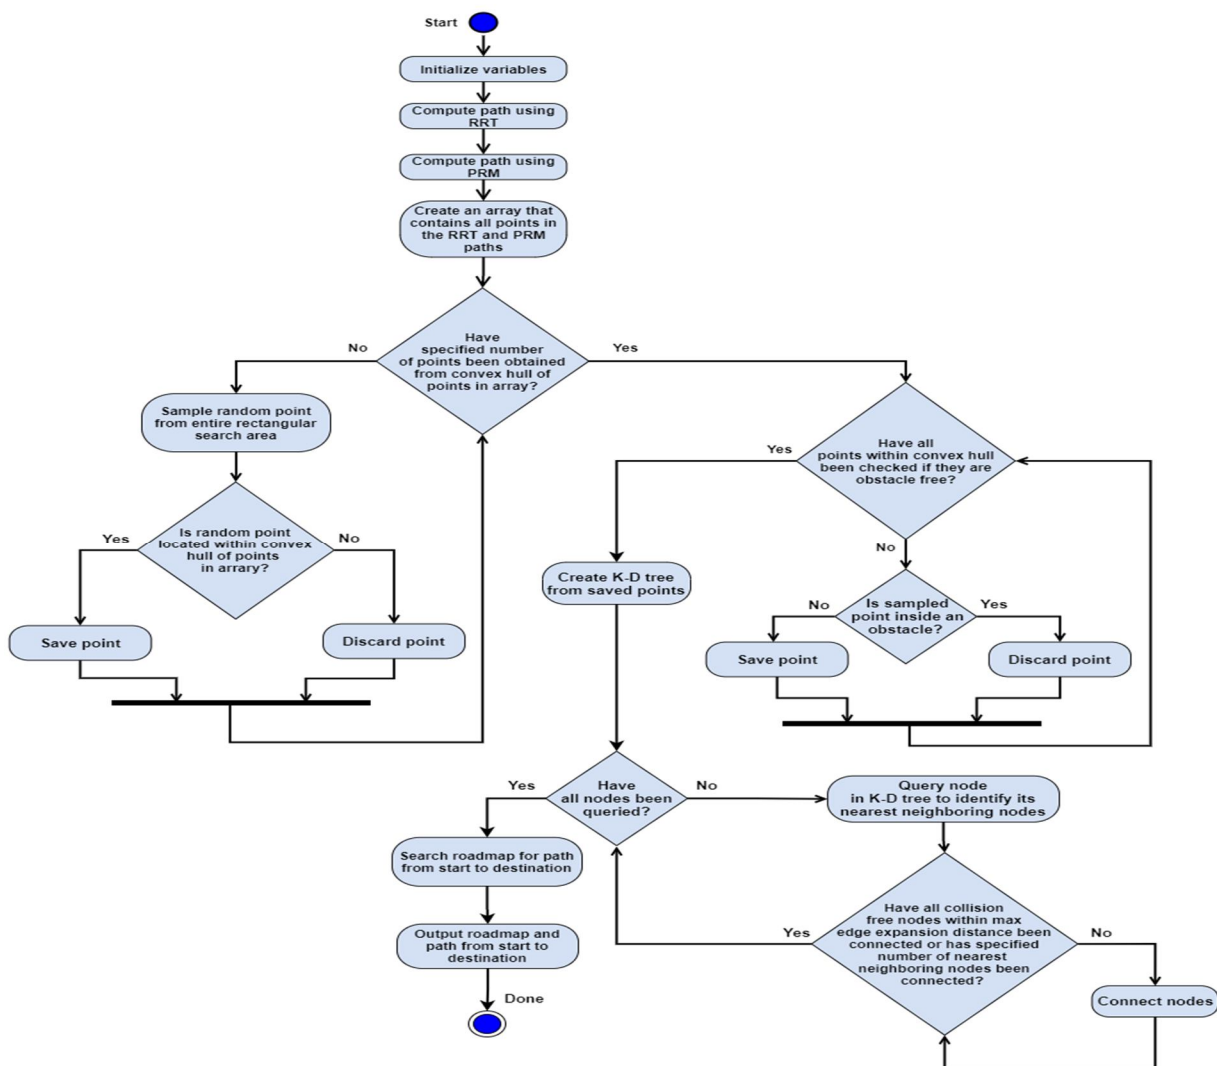 Start
Initialize variables
Compute path using
RRT
Compute path using
PRM
Create an array that
contains all points in
the RRT and PRM
paths
Have
specified number
of points been obtained
from convex hull of
points in array?
No
Yes
Sample random point
from entire rectangular
search area
Is random point
located within convex
hull of points
in arrary?
Yes
No
Save point
Discard point
Have all
points within convex hull
been checked if they are
obstacle free?
Yes
No
Create K-D tree
from saved points
Is sampled
point inside an
obstacle?
No
Yes
Save point
Discard point
Have
all nodes been
queried?
Yes
No
Query node
in K-D tree to identify its
nearest neighboring nodes
Search roadmap for path
from start to destination
Output roadmap and
path from start to
destination
Done
Have all collision
free nodes within max
edge expansion distance been
connected or has specified
number of nearest
neighboring nodes been
connected?
Yes
No
Connect nodes